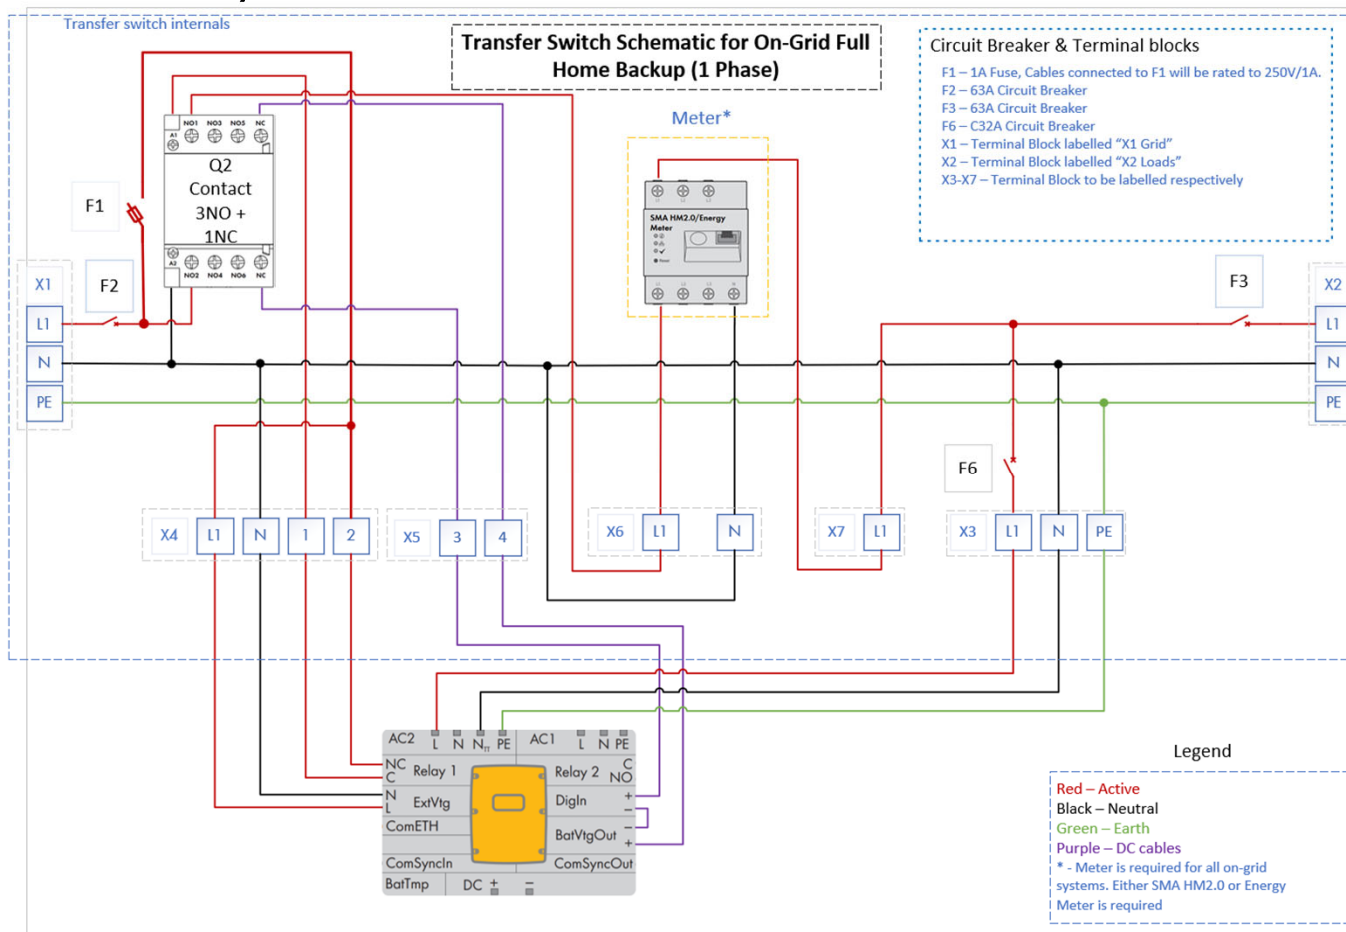 Transfer switch internals
Transfer Switch Schematic for On-Grid Full
Home Backup (1 Phase)
Circuit Breaker & Terminal blocks
F1 – 1A Fuse, Cables connected to F1 will be rated to 250V/1A.
F2 – 63A Circuit Breaker
F3 – 63A Circuit Breaker
F6 – C32A Circuit Breaker
X1 – Terminal Block labelled “X1 Grid”
X2 – Terminal Block labelled “X2 Loads”
X3-X7 – Terminal Block to be labelled respectively
Meter*
A1 NO1 NO3 NO5 NC
Q2
Contact
3NO +
1NC
A2 NO2 NO4 NO6 NC
SMA HM2.0/Energy
Meter
F1
F2
F3
F6
X1
L1
N
PE
X2
L1
N
PE
X4 L1 N 1 2
X5 3 4
X6 L1 N
X7 L1
X3 L1 N PE
AC2 L N NTT PE AC1 L N PE
NC
C
Relay 1
Relay 2
C
NO
N
L
ExtVtg
DigIn
+
–
ComETH
BatVtgOut
–
+
ComSyncIn
ComSyncOut
BatTmp
DC + –
Legend
Red – Active
Black – Neutral
Green – Earth
Purple – DC cables
* - Meter is required for all on-grid
systems. Either SMA HM2.0 or Energy
Meter is required